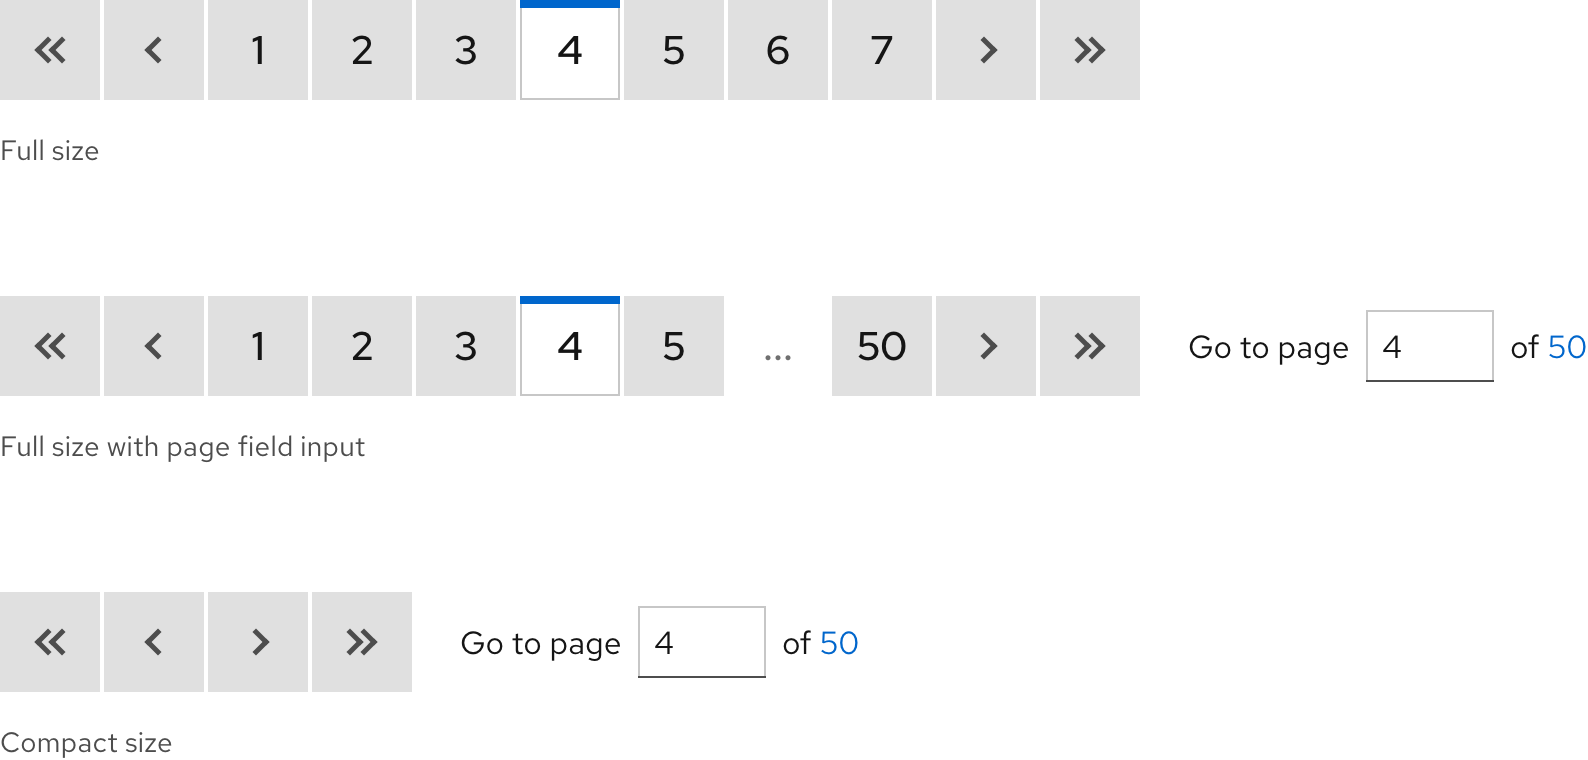 « < 1 2 3 4 5 6 7 > »
Full size
« < 1 2 3 4 5 ... 50 > » Go to page 4 of 50
Full size with page field input
« < > » Go to page 4 of 50
Compact size